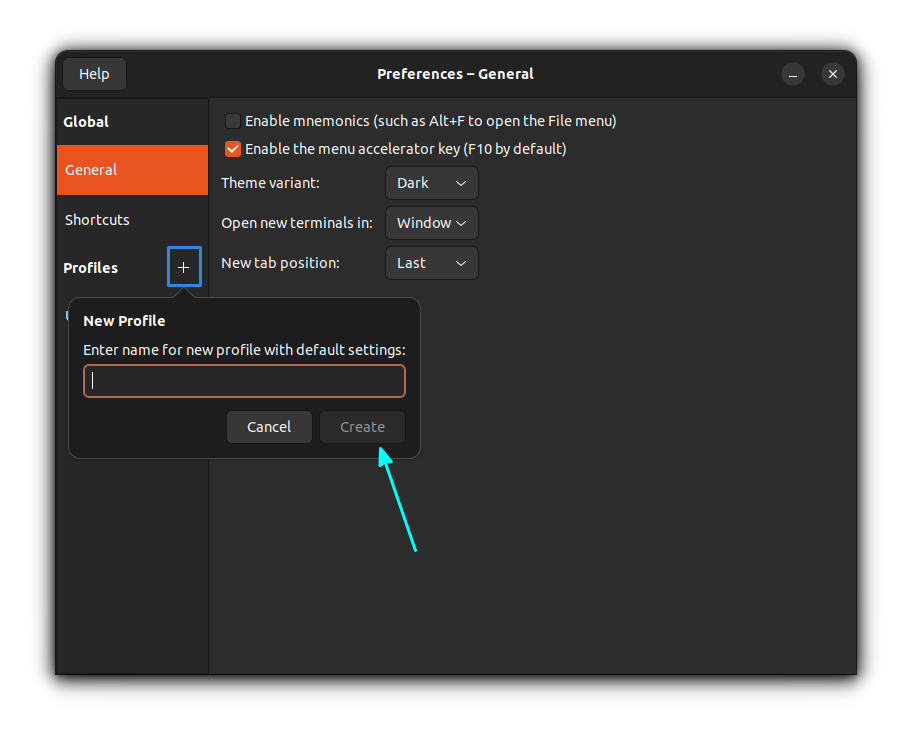 Help
Preferences – General
Global
Enable mnemonics (such as Alt+F to open the File menu)
Enable the menu accelerator key (F10 by default)
General
Theme variant: Dark
Shortcuts
Open new terminals in: Window
Profiles
New tab position: Last
New Profile
Enter name for new profile with default settings:
Cancel Create